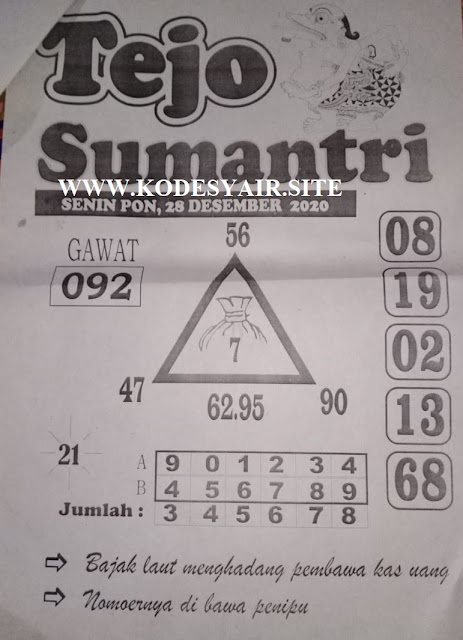 Tejo
Sumantri
WWW.KODESYAIR.SITE
SENIN PON, 28 DESEMBER 2020
GAWAT
092
56
7
47
62.95
90
08
19
02
13
68
21
A 9 0 1 2 3 4
B 4 5 6 7 8 9
Jumlah : 3 4 5 6 7 8
⇨ Bajak laut menghadang pembawa kas uang
⇨ Nomoernya di bawa penipu